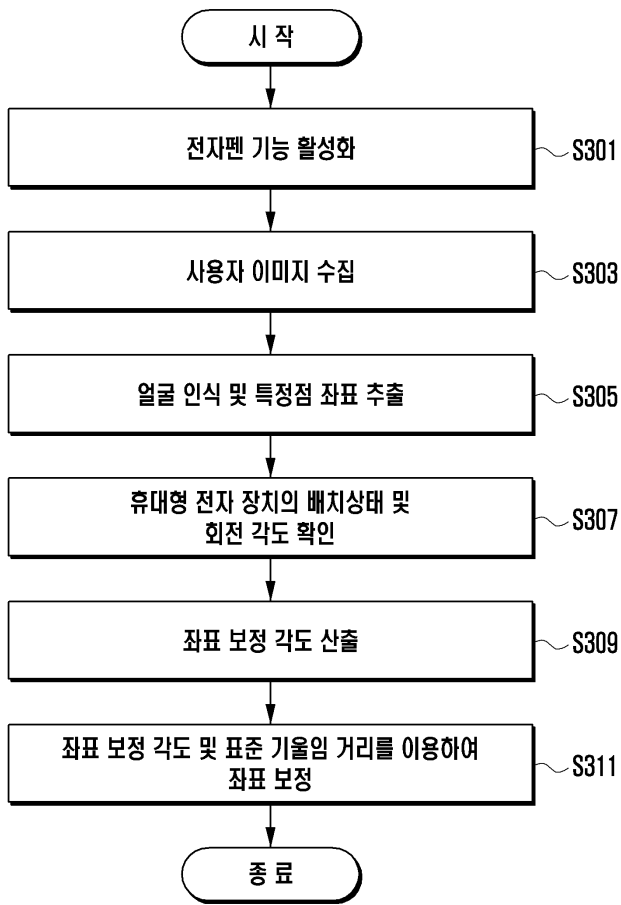 시 작
전자펜 기능 활성화
S301
사용자 이미지 수집
S303
얼굴 인식 및 특정점 좌표 추출
S305
휴대형 전자 장치의 배치상태 및
회전 각도 확인
S307
좌표 보정 각도 산출
S309
좌표 보정 각도 및 표준 기울임 거리를 이용하여
좌표 보정
S311
종 료